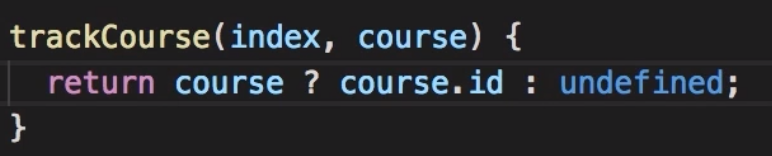 trackCourse(index, course) {
  return course ? course.id : undefined;
}